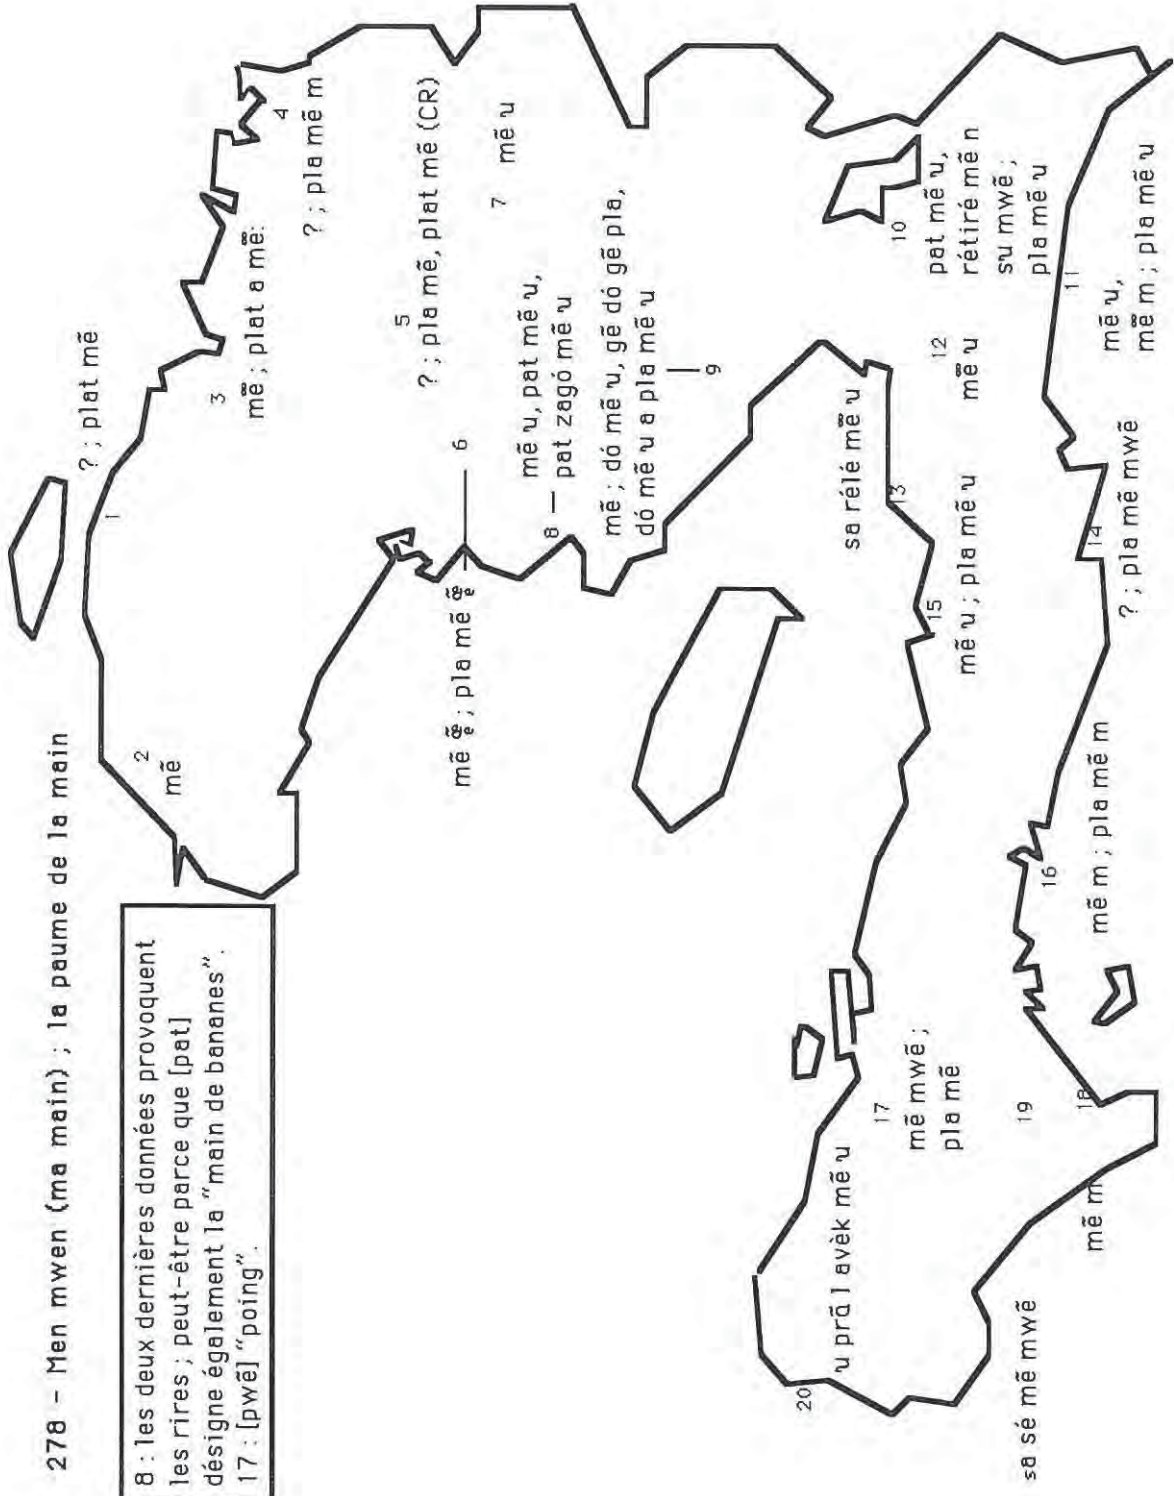 278 - Men mwen (ma main) ; la paume de la main
8 : les deux dernières données provoquent
les rires ; peut-être parce que [pat]
désigne également la "main de bananes".
17 : [pwẽ] "poing".
? ; plat mẽ
1
2
mẽ
3
mẽ ; plat a mẽ:
4
? ; pla mẽ m
5
? ; pla mẽ, plat mẽ (CR)
6
7
mẽ u
8
mẽ u, pat mẽ u,
pat zagó mẽ u
mẽ ; dó mẽ u, gẽ dó gẽ pla,
dó mẽ u a pla mẽ u
9
10
pat mẽ u,
rétiré mẽ n
su mwẽ ;
pla mẽ u
11
mẽ u,
mẽ m ; pla mẽ u
12
mẽ u
sa rélé mẽ u
13
14
? ; pla mẽ mwẽ
15
mẽ u ; pla mẽ u
16
mẽ m ; pla mẽ m
17
mẽ mwẽ ;
pla mẽ
18
mẽ m
19
sa sé mẽ mwẽ
20
u prã l avèk mẽ u